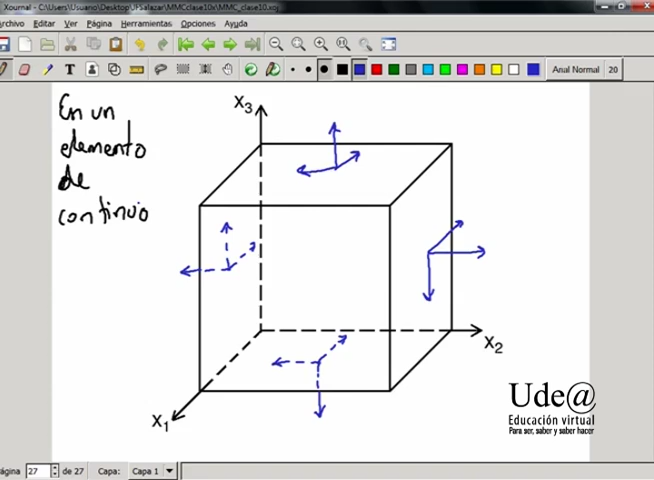 Xournal - C:\Users\Usuario\Desktop\JFSalazar\MMCclase10x\MMC_clase10.xoj
Archivo Editar Ver Página Herramientas Opciones Ayuda
Anal Normal 20
En un
elemento
de
continuo
X3
X2
X1
Ude@
Educación virtual
Para ser, saber y saber hacer
Página 27 de 27 Capa: Capa 1